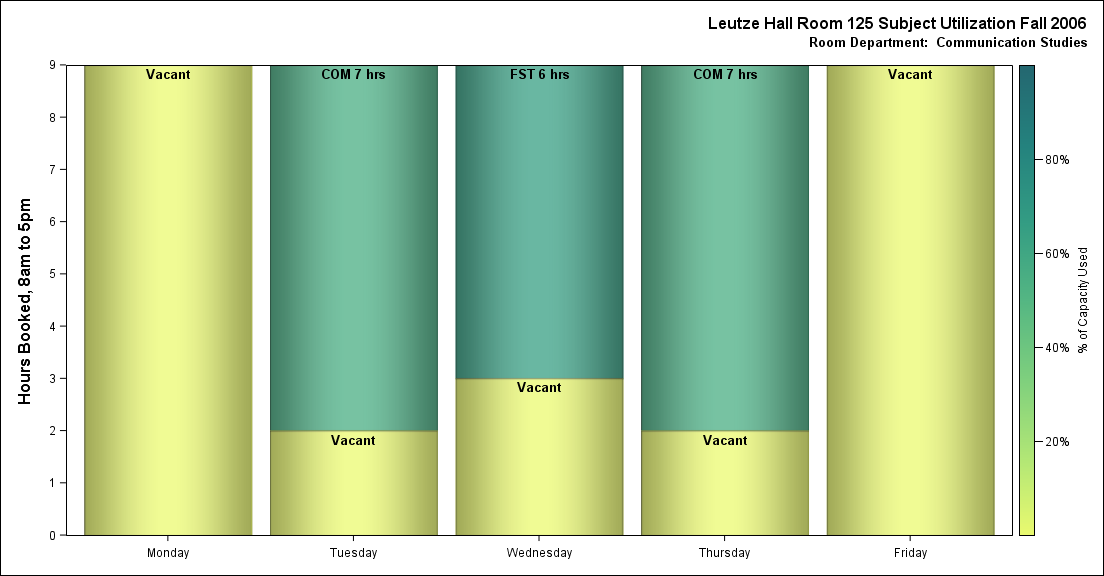 Leutze Hall Room 125 Subject Utilization Fall 2006
Room Department:  Communication Studies
Hours Booked, 8am to 5pm
9
8
7
6
5
4
3
2
1
0
Vacant
COM 7 hrs
FST 6 hrs
COM 7 hrs
Vacant
Vacant
Vacant
Vacant
Monday
Tuesday
Wednesday
Thursday
Friday
80%
60%
40%
20%
% of Capacity Used